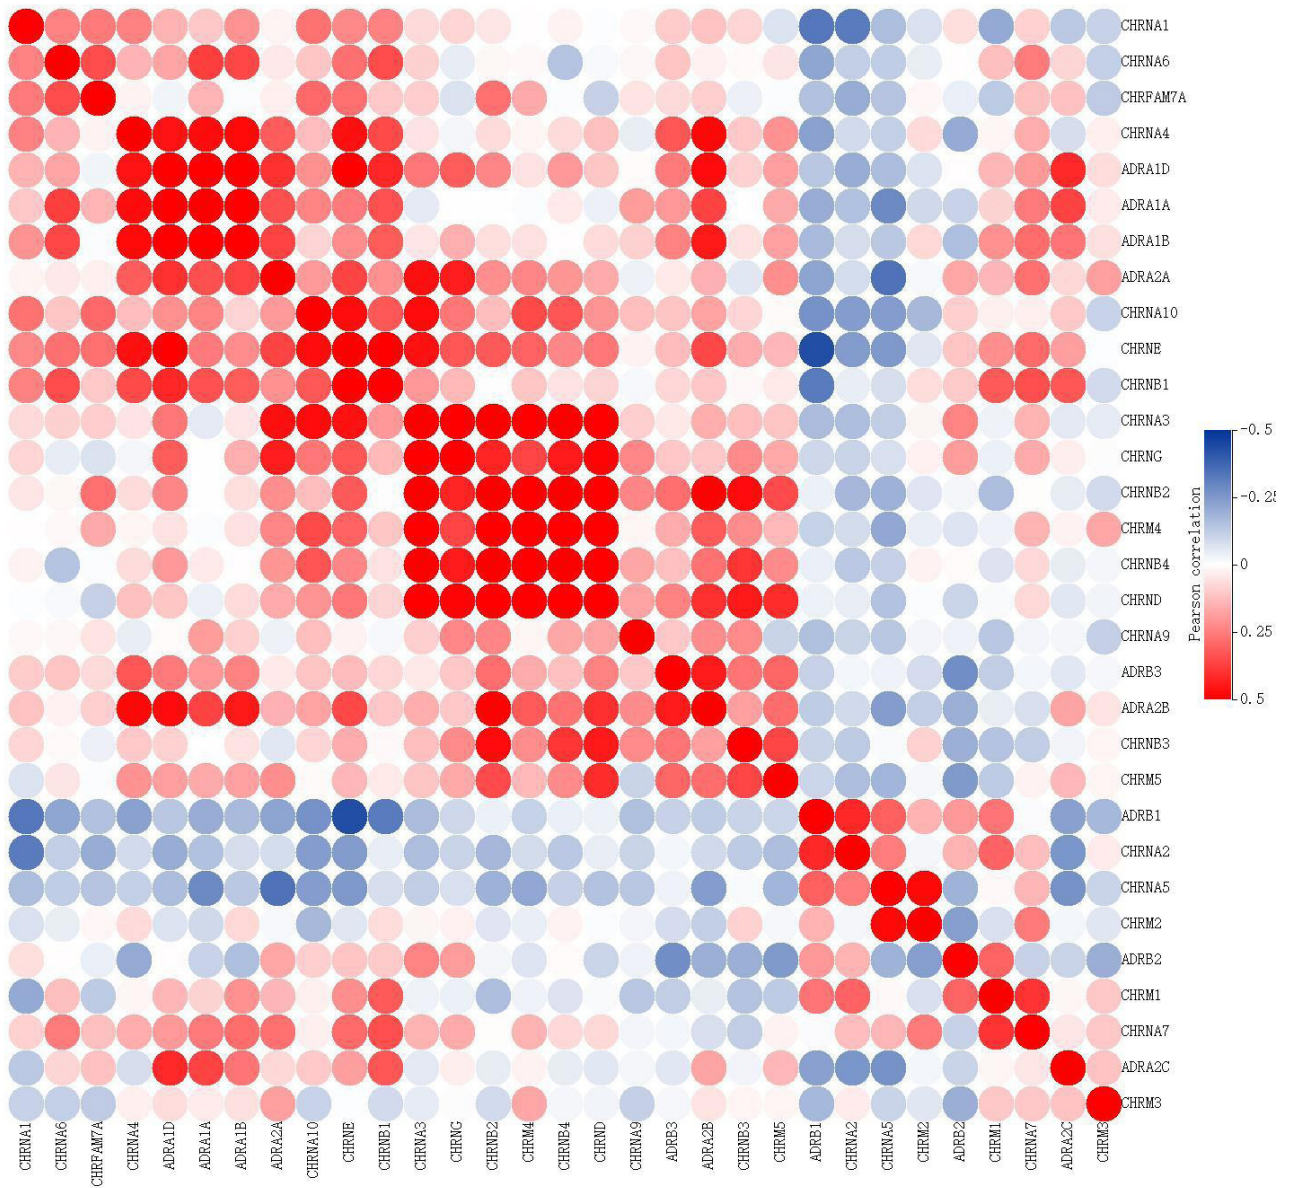 CHRNA1
CHRNA6
CHRFAM7A
CHRNA4
ADRA1D
ADRA1A
ADRA1B
ADRA2A
CHRNA10
CHRNE
CHRNB1
CHRNA3
CHRNG
CHRNB2
CHRM4
CHRNB4
CHRND
CHRNA9
ADRB3
ADRA2B
CHRNB3
CHRM5
ADRB1
CHRNA2
CHRNA5
CHRM2
ADRB2
CHRM1
CHRNA7
ADRA2C
CHRM3
CHRNA1
CHRNA6
CHRFAM7A
CHRNA4
ADRA1D
ADRA1A
ADRA1B
ADRA2A
CHRNA10
CHRNE
CHRNB1
CHRNA3
CHRNG
CHRNB2
CHRM4
CHRNB4
CHRND
CHRNA9
ADRB3
ADRA2B
CHRNB3
CHRM5
ADRB1
CHRNA2
CHRNA5
CHRM2
ADRB2
CHRM1
CHRNA7
ADRA2C
CHRM3
Pearson correlation
-0.5
-0.25
0
0.25
0.5